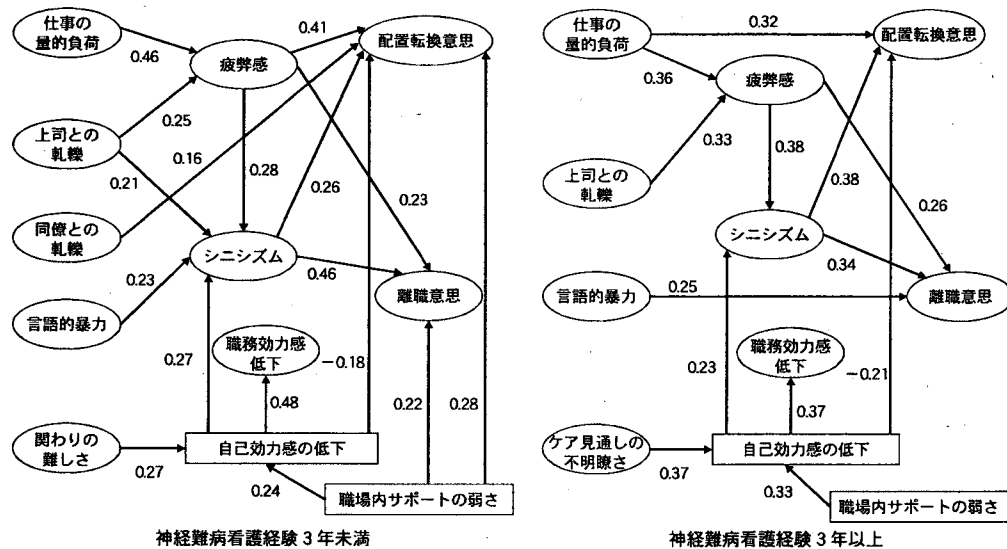 仕事の
量的負荷
0.46
疲弊感
0.41
配置転換意思
上司との
軋轢
0.25
0.21
0.16
0.28
0.26
0.23
同僚との
軋轢
シニシズム
0.23
0.46
言語的暴力
離職意思
0.27
職務効力感
低下
−0.18
0.48
0.22
0.28
関わりの
難しさ
0.27
自己効力感の低下
0.24
職場内サポートの弱さ
神経難病看護経験3年未満
仕事の
量的負荷
0.32
配置転換意思
0.36
疲弊感
上司との
軋轢
0.33
0.38
0.38
0.26
シニシズム
0.34
言語的暴力
0.25
離職意思
0.23
職務効力感
低下
−0.21
0.37
ケア見通しの
不明瞭さ
0.37
自己効力感の低下
0.33
職場内サポートの弱さ
神経難病看護経験3年以上